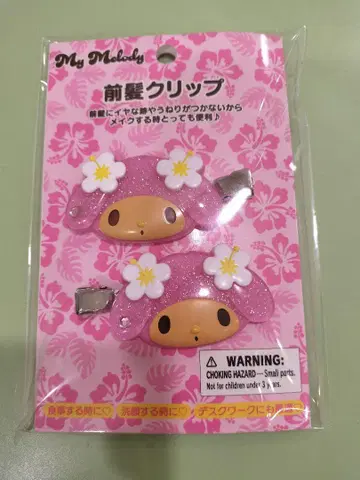 My Melody
前髪クリップ
前髪にイヤな跡やうねりがつかないから
メイクする時とっても便利♪
WARNING:
CHOKING HAZARD— Small parts.
Not for children under 3 years.
食事する時に♡ 洗顔する時に♡ デスクワークにも